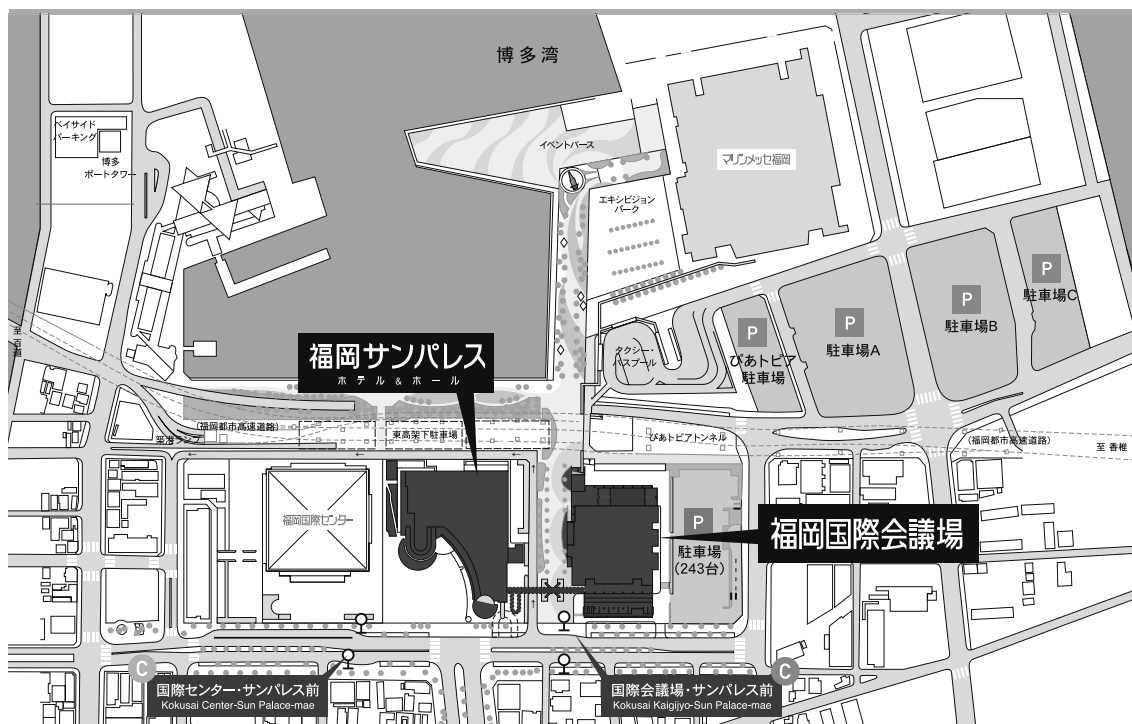 博多湾
ベイサイド
パーキング
博多
ポートタワー
イベントバース
マリンメッセ福岡
エキシビジョン
パーク
P
駐車場C
P
駐車場B
P
駐車場A
P
ぴあトピア
駐車場
タクシー・
バスプール
至 百道
福岡サンパレス
ホテル&ホール
(福岡都市高速道路)
築港ランプ
東高架下駐車場
ぴあトピアトンネル
(福岡都市高速道路)
至 香椎
福岡国際センター
P
駐車場
(243台)
福岡国際会議場
C
国際センター・サンパレス前
Kokusai Center-Sun Palace-mae
C
国際会議場・サンパレス前
Kokusai Kaigijyo-Sun Palace-mae